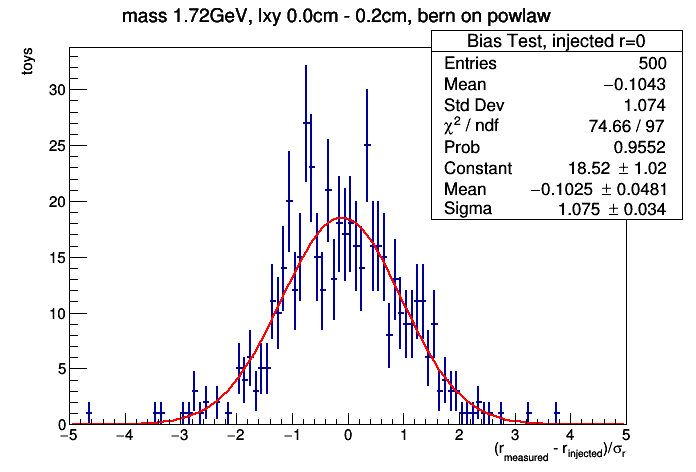 mass 1.72GeV, lxy 0.0cm - 0.2cm, bern on powlaw
Bias Test, injected r=0
Entries 500
Mean −0.1043
Std Dev 1.074
χ² / ndf 74.66 / 97
Prob 0.9552
Constant 18.52 ± 1.02
Mean −0.1025 ± 0.0481
Sigma 1.075 ± 0.034
toys
30
25
20
15
10
5
0
−5 −4 −3 −2 −1 0 1 2 3 4 5
(r_measured - r_injected)/σ_r